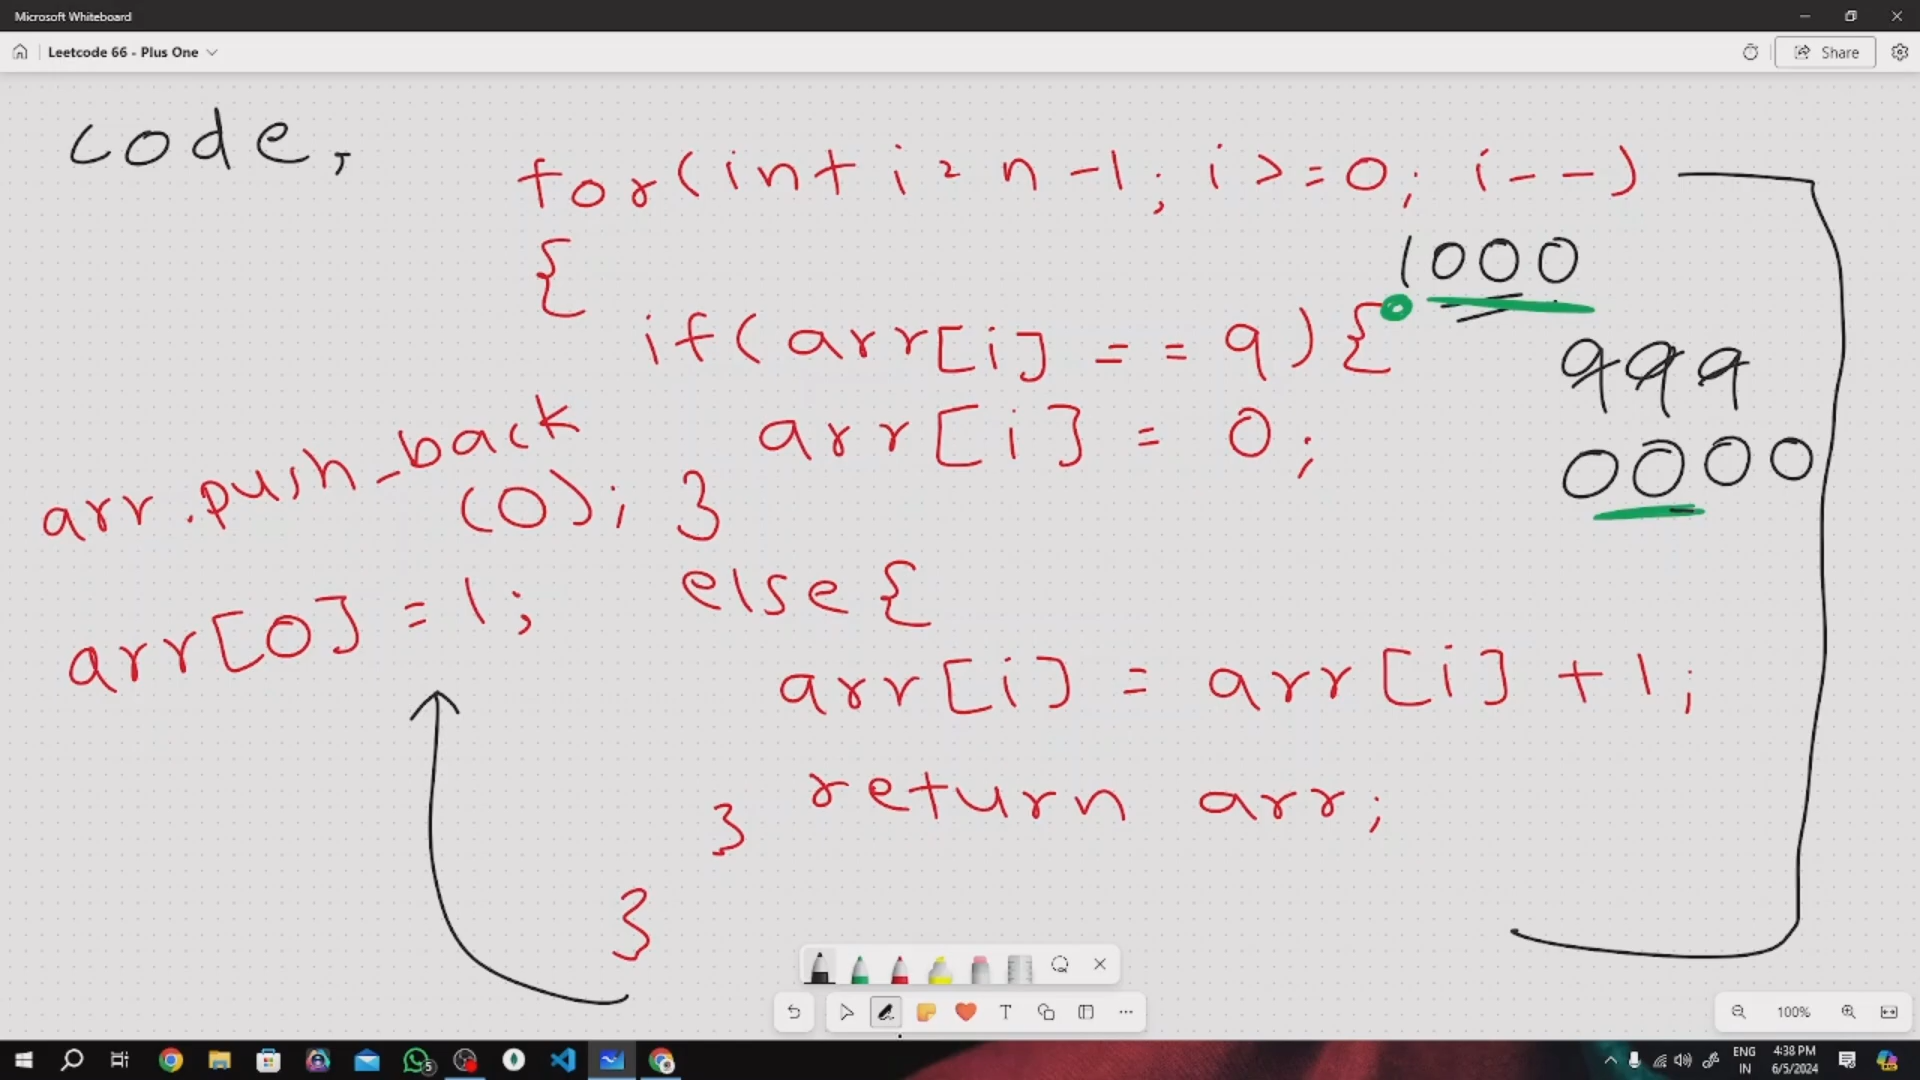 Microsoft Whiteboard
Leetcode 66 - Plus One
Share
code,
for(int i = n-1; i>=0; i--)
{
1000
if(arr[i] == 9){
999
arr[i] = 0;
0000
arr.push_back
(0); }
else{
arr[0] = 1;
arr[i] = arr[i] + 1;
return arr;
}
}
100%
5
ENG
IN
4:38 PM
6/5/2024